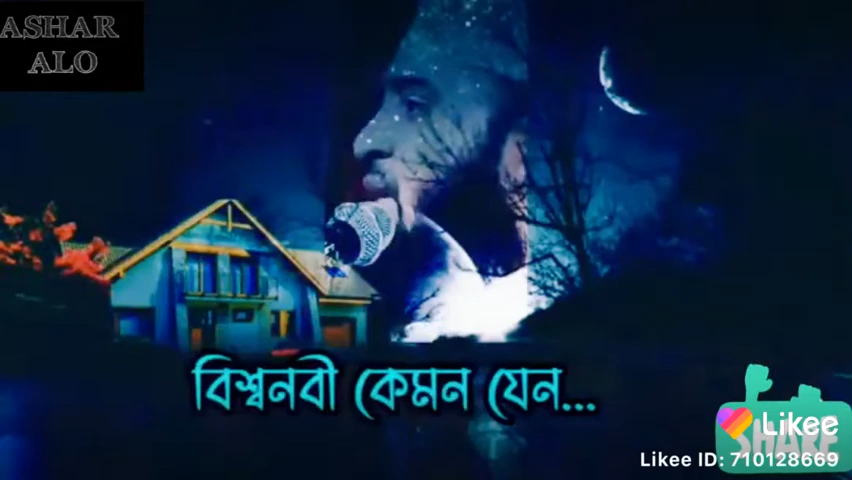 ASHAR
ALO
বিশ্বনবী কেমন যেন...
Likee
SHARE
Likee ID: 710128669